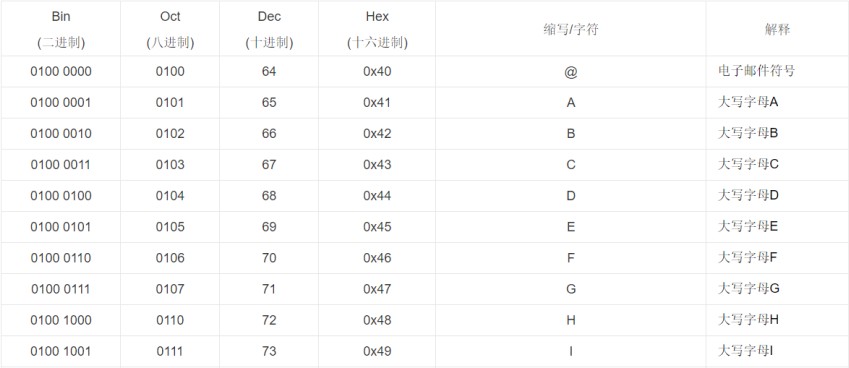 Bin Oct Dec Hex 缩写/字符 解释
(二进制) (八进制) (十进制) (十六进制)
0100 0000 0100 64 0x40 @ 电子邮件符号
0100 0001 0101 65 0x41 A 大写字母A
0100 0010 0102 66 0x42 B 大写字母B
0100 0011 0103 67 0x43 C 大写字母C
0100 0100 0104 68 0x44 D 大写字母D
0100 0101 0105 69 0x45 E 大写字母E
0100 0110 0106 70 0x46 F 大写字母F
0100 0111 0107 71 0x47 G 大写字母G
0100 1000 0110 72 0x48 H 大写字母H
0100 1001 0111 73 0x49 I 大写字母I